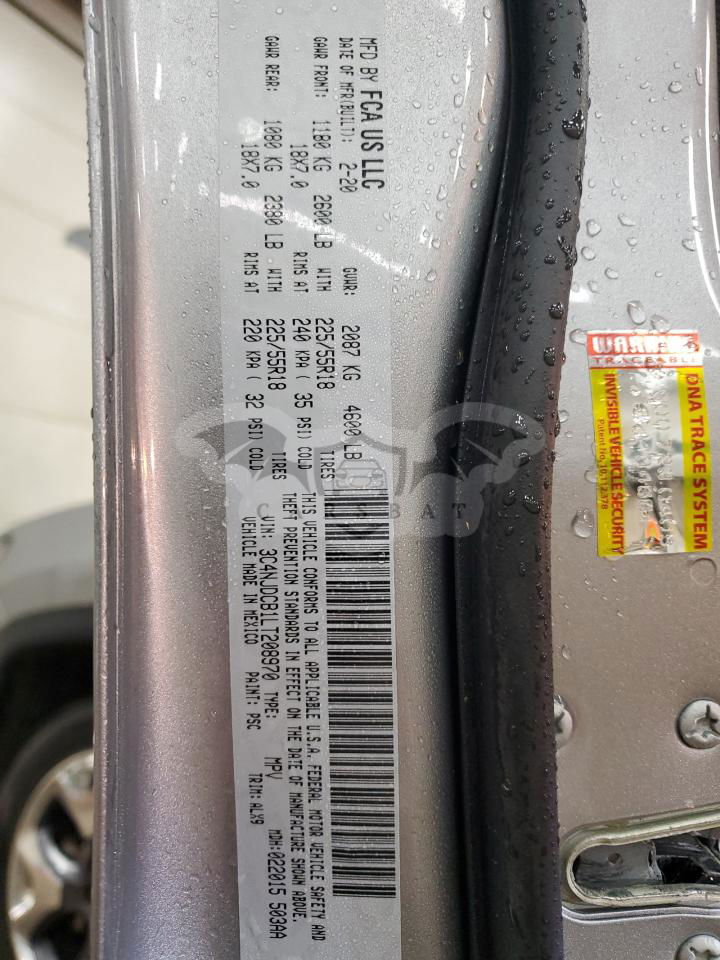 MFD BY FCA US LLC
DATE OF MFR(BUILT): 2-20 GVWR: 2087 KG 4600 LB
GAWR FRONT: 1180 KG 2600 LB WITH 225/55R18 TIRES
18X7.0 RIMS AT 240 KPA ( 35 PSI) COLD
GAWR REAR: 1080 KG 2380 LB WITH 225/55R18 TIRES
18X7.0 RIMS AT 220 KPA ( 32 PSI) COLD
THIS VEHICLE CONFORMS TO ALL APPLICABLE U.S.A. FEDERAL MOTOR VEHICLE SAFETY AND
THEFT PREVENTION STANDARDS IN EFFECT ON THE DATE OF MANUFACTURE SHOWN ABOVE.
VIN: 3C4NJDCB1LT208970 TYPE: MPV MDH:022015 503AA
VEHICLE MADE IN MEXICO PAINT: PSC TRIM:ALX9
TRACEABLE
DNA TRACE SYSTEM
INVISIBLE VEHICLE SECURITY